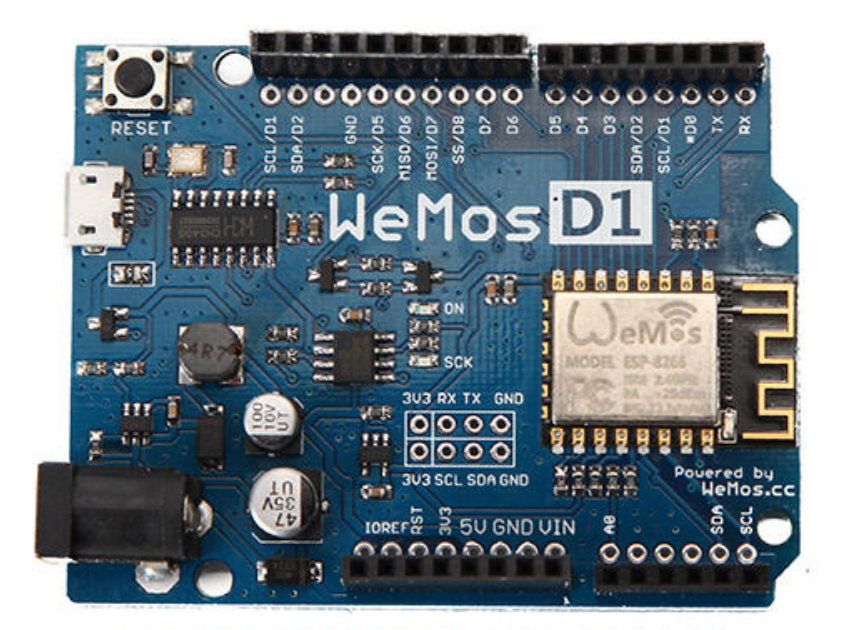 RESET
SCL/D1
SDA/D2
GND
SCK/D5
MISO/D6
MOSI/D7
SS/D8
D7
D6
D5
D4
D3
SDA/D2
SCL/D1
*D0
TX
RX
WeMos D1
ON
SCK
4R7
WeMos
MODEL ESP-8266
3V3 RX TX GND
3V3 SCL SDA GND
100
10V
UT
47
35V
UT
Powered by
WeMos.cc
IOREF
RST
3V3
5V GND VIN
A0
SDA
SCL